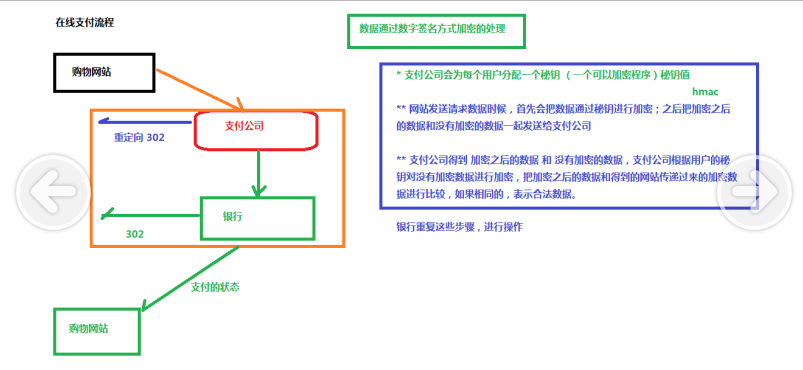 在线支付流程
数据通过数字签名方式加密的处理
购物网站
* 支付公司会为每个用户分配一个秘钥 （一个可以加密程序）秘钥值
hmac
** 网站发送请求数据时候，首先会把数据通过秘钥进行加密；之后把加密之后
的数据和没有加密的数据一起发送给支付公司
支付公司
重定向 302
** 支付公司得到 加密之后的数据 和 没有加密的数据，支付公司根据用户的秘
钥对没有加密数据进行加密，把加密之后的数据和得到的网站传递过来的加密数
据进行比较，如果相同的，表示合法数据。
银行
302
银行重复这些步骤，进行操作
支付的状态
购物网站